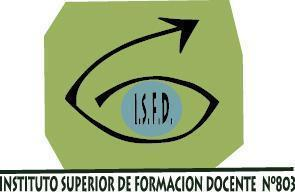 I.S.F.D.
INSTITUTO SUPERIOR DE FORMACION DOCENTE Nº803